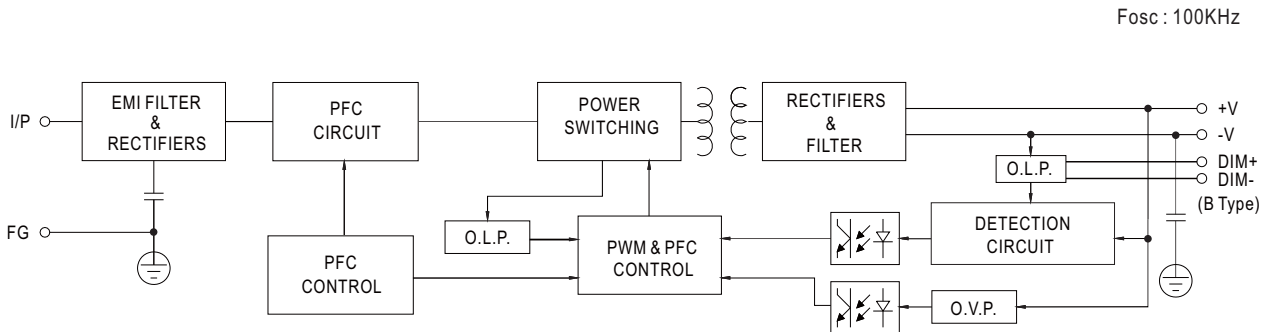 Fosc : 100KHz
I/P
EMI FILTER
&
RECTIFIERS
PFC
CIRCUIT
POWER
SWITCHING
RECTIFIERS
&
FILTER
+V
-V
O.L.P.
DIM+
DIM-
(B Type)
FG
O.L.P.
PFC
CONTROL
PWM & PFC
CONTROL
DETECTION
CIRCUIT
O.V.P.